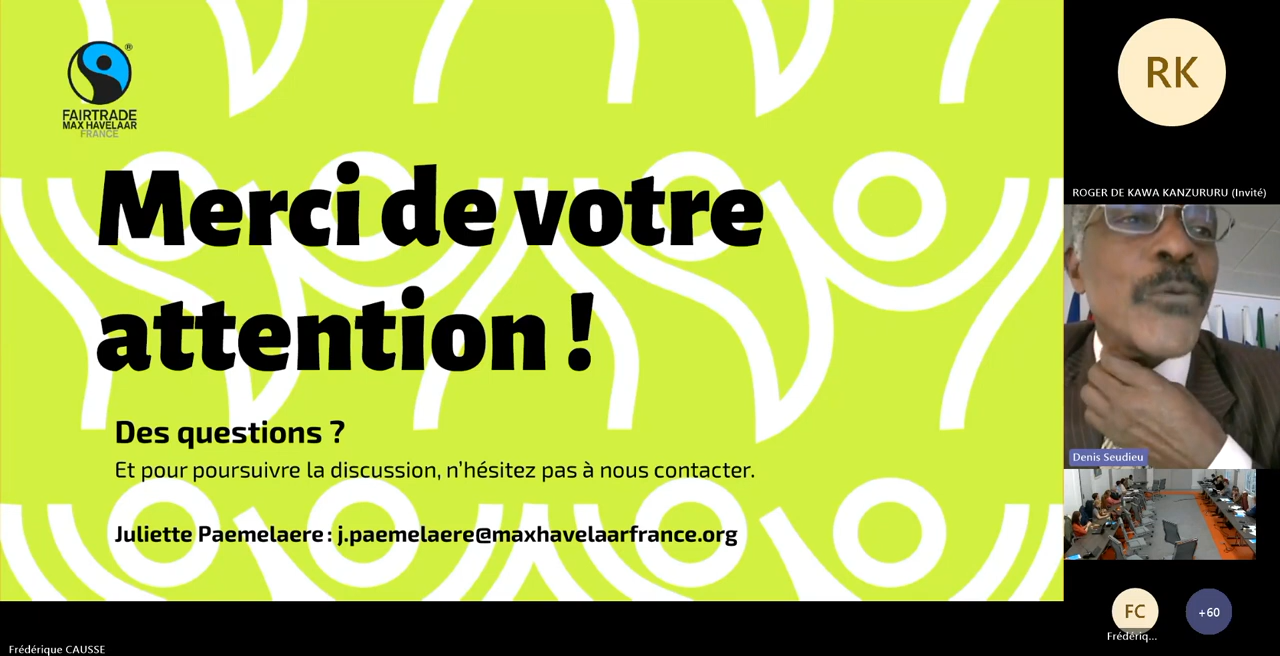 FAIRTRADE
MAX HAVELAAR
FRANCE
®
Merci de votre
attention !
Des questions ?
Et pour poursuivre la discussion, n'hésitez pas à nous contacter.
Juliette Paemelaere : j.paemelaere@maxhavelaarfrance.org
RK
ROGER DE KAWA KANZURURU (Invité)
Denis Seudieu
FC
Frédériq...
+60
Frédérique CAUSSE